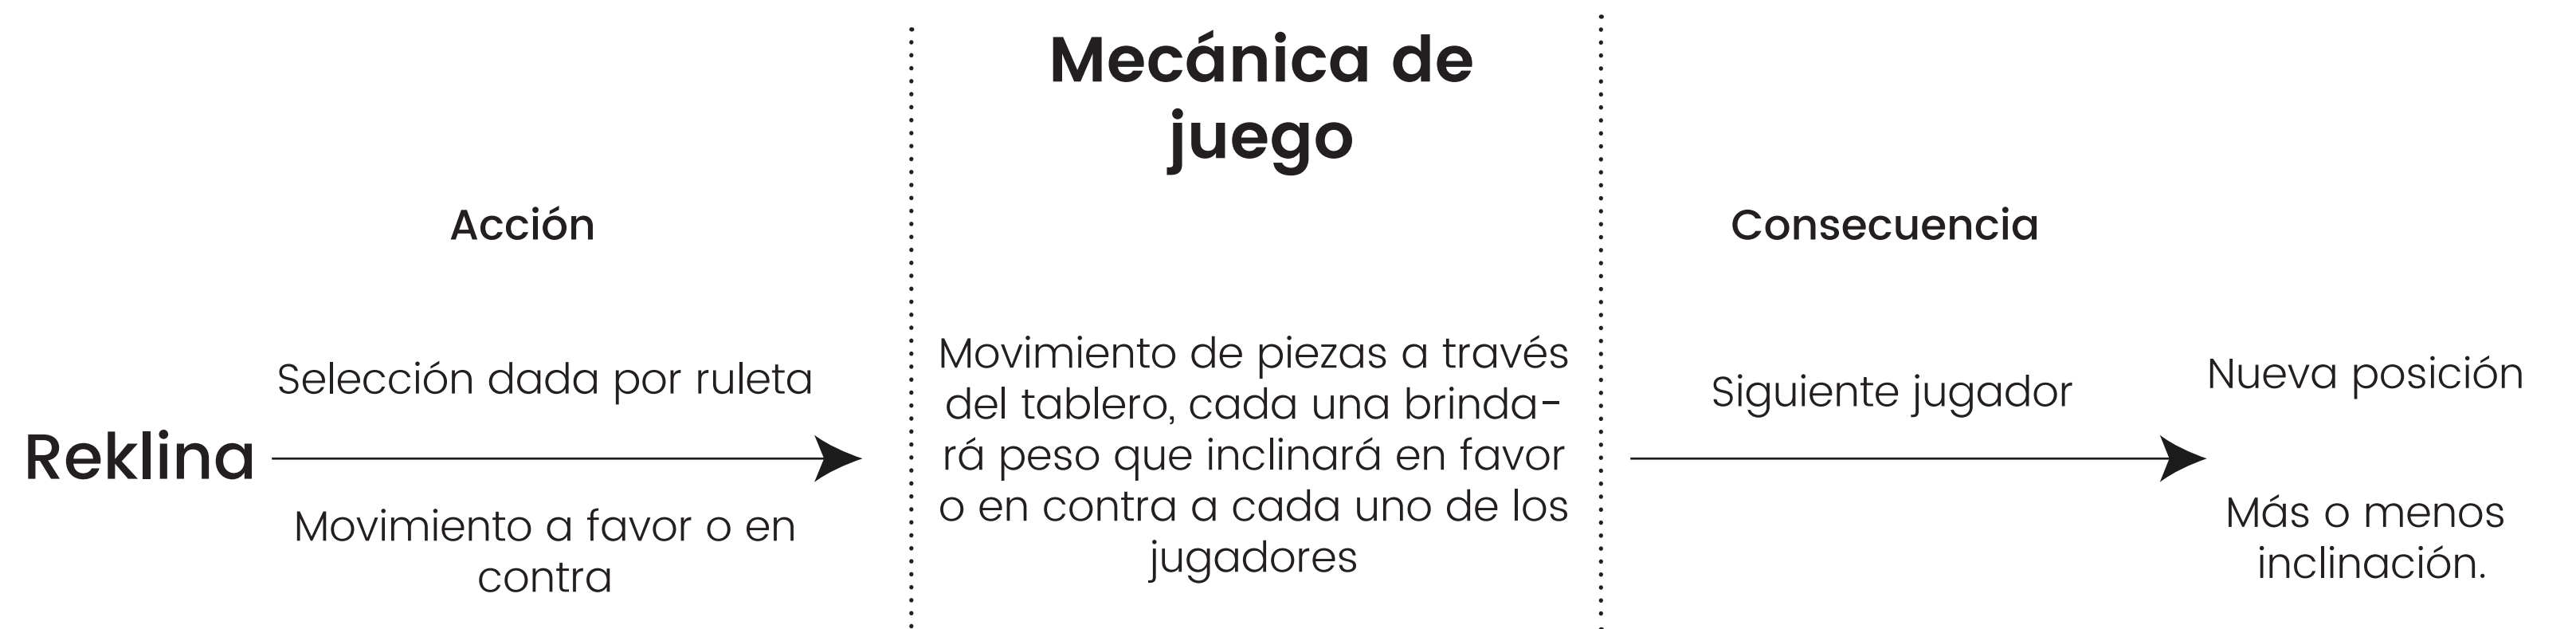 Mecánica de
juego
Acción
Consecuencia
Reklina
Selección dada por ruleta
Movimiento a favor o en
contra
Movimiento de piezas a través
del tablero, cada una brinda-
rá peso que inclinará en favor
o en contra a cada uno de los
jugadores
Siguiente jugador
Nueva posición
Más o menos
inclinación.